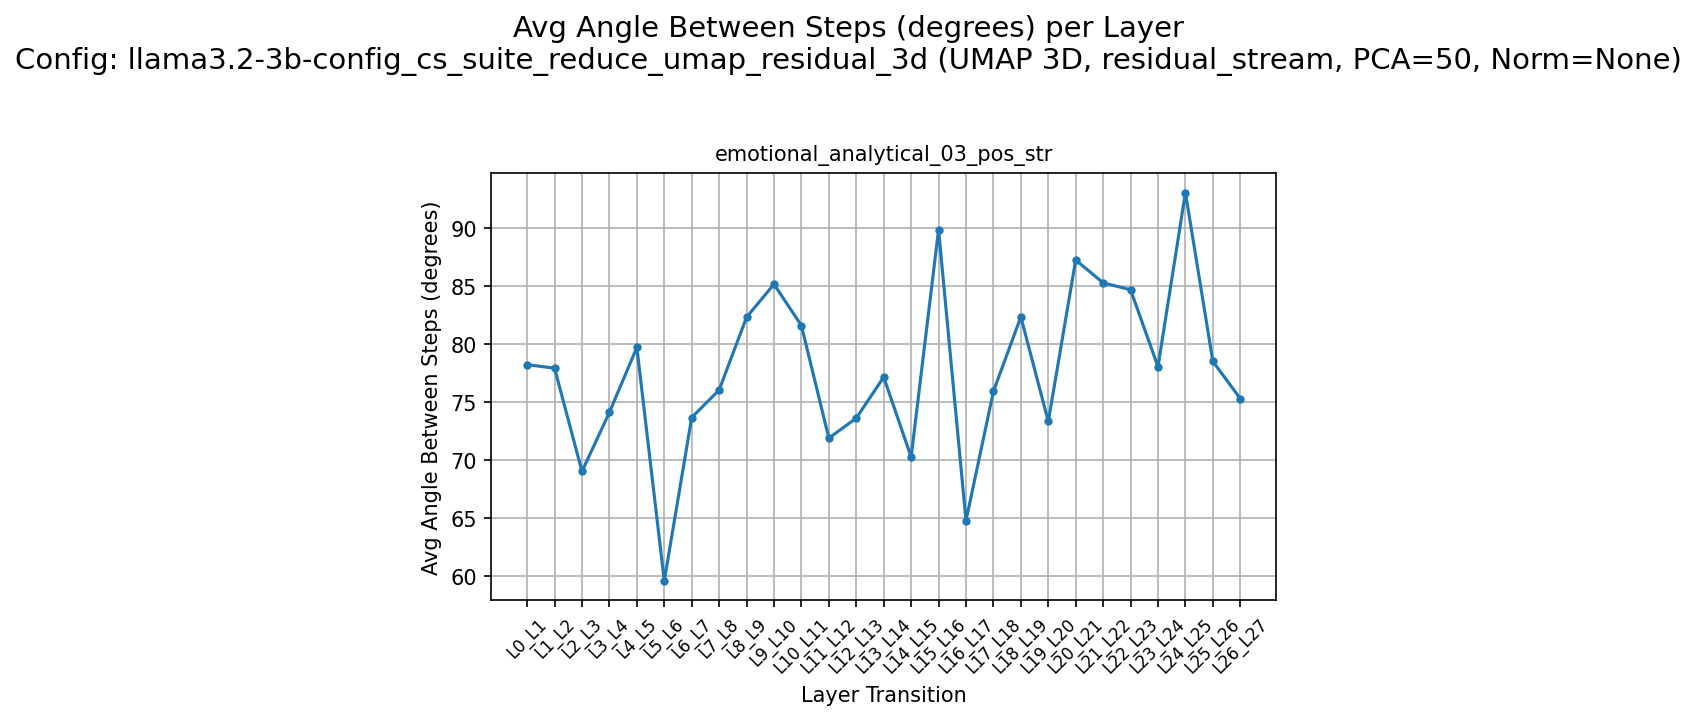 Avg Angle Between Steps (degrees) per Layer
Config: llama3.2-3b-config_cs_suite_reduce_umap_residual_3d (UMAP 3D, residual_stream, PCA=50, Norm=None)
emotional_analytical_03_pos_str
Avg Angle Between Steps (degrees)
90
85
80
75
70
65
60
L0_L1
L1_L2
L2_L3
L3_L4
L4_L5
L5_L6
L6_L7
L7_L8
L8_L9
L9_L10
L10_L11
L11_L12
L12_L13
L13_L14
L14_L15
L15_L16
L16_L17
L17_L18
L18_L19
L19_L20
L20_L21
L21_L22
L22_L23
L23_L24
L24_L25
L25_L26
L26_L27
Layer Transition